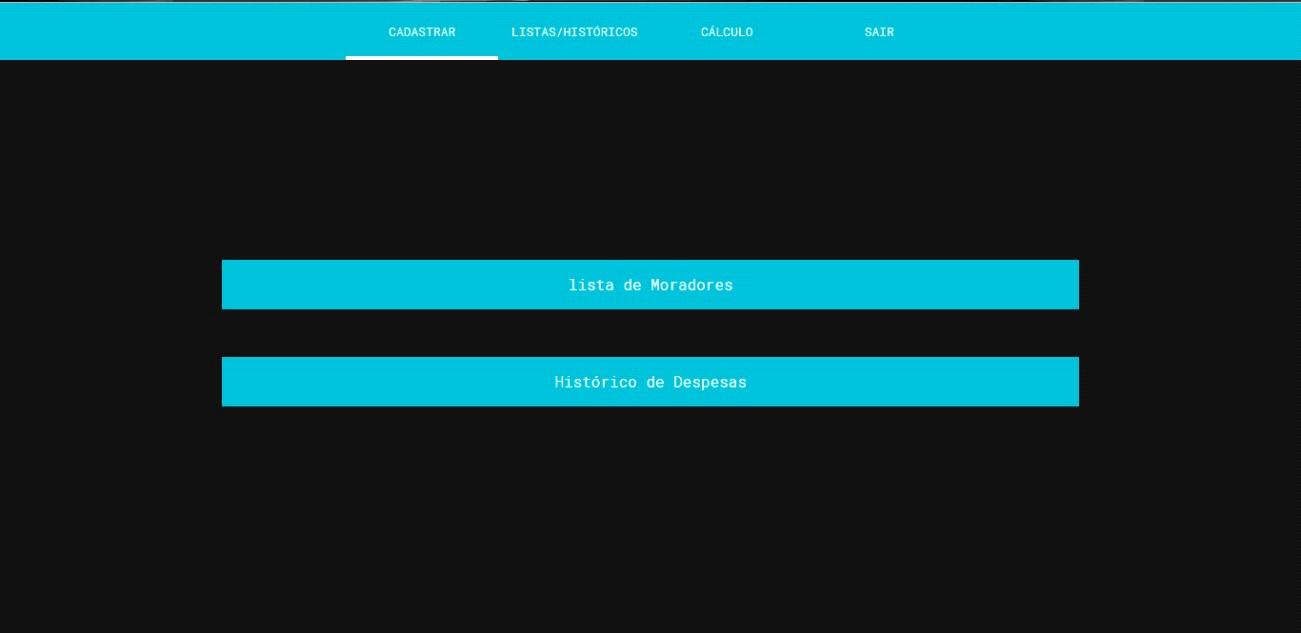 CADASTRAR LISTAS/HISTÓRICOS CÁLCULO SAIR
lista de Moradores
Histórico de Despesas